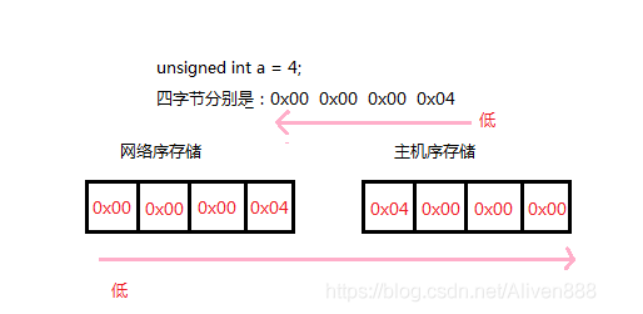 unsigned int a = 4;
四字节分别是：0x00 0x00 0x00 0x04
低
网络序存储 主机序存储
0x00 0x00 0x00 0x04 0x04 0x00 0x00 0x00
低
https://blog.csdn.net/Aliven888